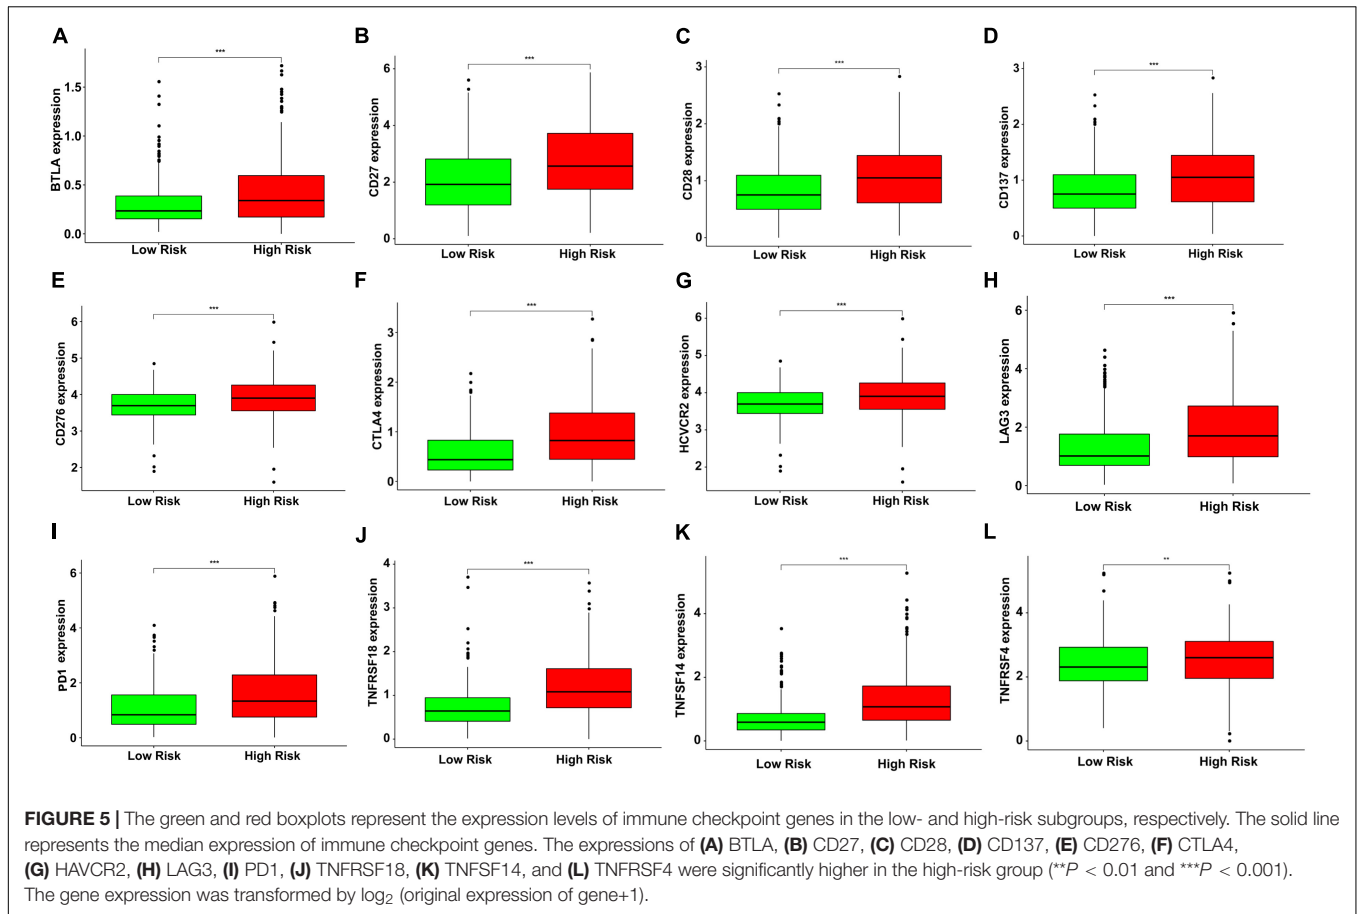 A
B
C
D
***
***
***
***
BTLA expression
1.5
1.0
0.5
0.0
Low Risk
High Risk
CD27 expression
6
4
2
0
Low Risk
High Risk
CD28 expression
3
2
1
0
Low Risk
High Risk
CD137 expression
3
2
1
0
Low Risk
High Risk
E
F
G
H
***
***
***
***
CD276 expression
6
5
4
3
2
Low Risk
High Risk
CTLA4 expression
3
2
1
0
Low Risk
High Risk
HCVCR2 expression
6
5
4
3
2
Low Risk
High Risk
LAG3 expression
6
4
2
0
Low Risk
High Risk
I
J
K
L
***
***
***
**
PD1 expression
6
4
2
0
Low Risk
High Risk
TNFRSF18 expression
4
3
2
1
0
Low Risk
High Risk
TNFSF14 expression
4
2
0
Low Risk
High Risk
TNFRSF4 expression
4
2
0
Low Risk
High Risk
FIGURE 5 | The green and red boxplots represent the expression levels of immune checkpoint genes in the low- and high-risk subgroups, respectively. The solid line
represents the median expression of immune checkpoint genes. The expressions of (A) BTLA, (B) CD27, (C) CD28, (D) CD137, (E) CD276, (F) CTLA4,
(G) HAVCR2, (H) LAG3, (I) PD1, (J) TNFRSF18, (K) TNFSF14, and (L) TNFRSF4 were significantly higher in the high-risk group (**P < 0.01 and ***P < 0.001).
The gene expression was transformed by log2 (original expression of gene+1).